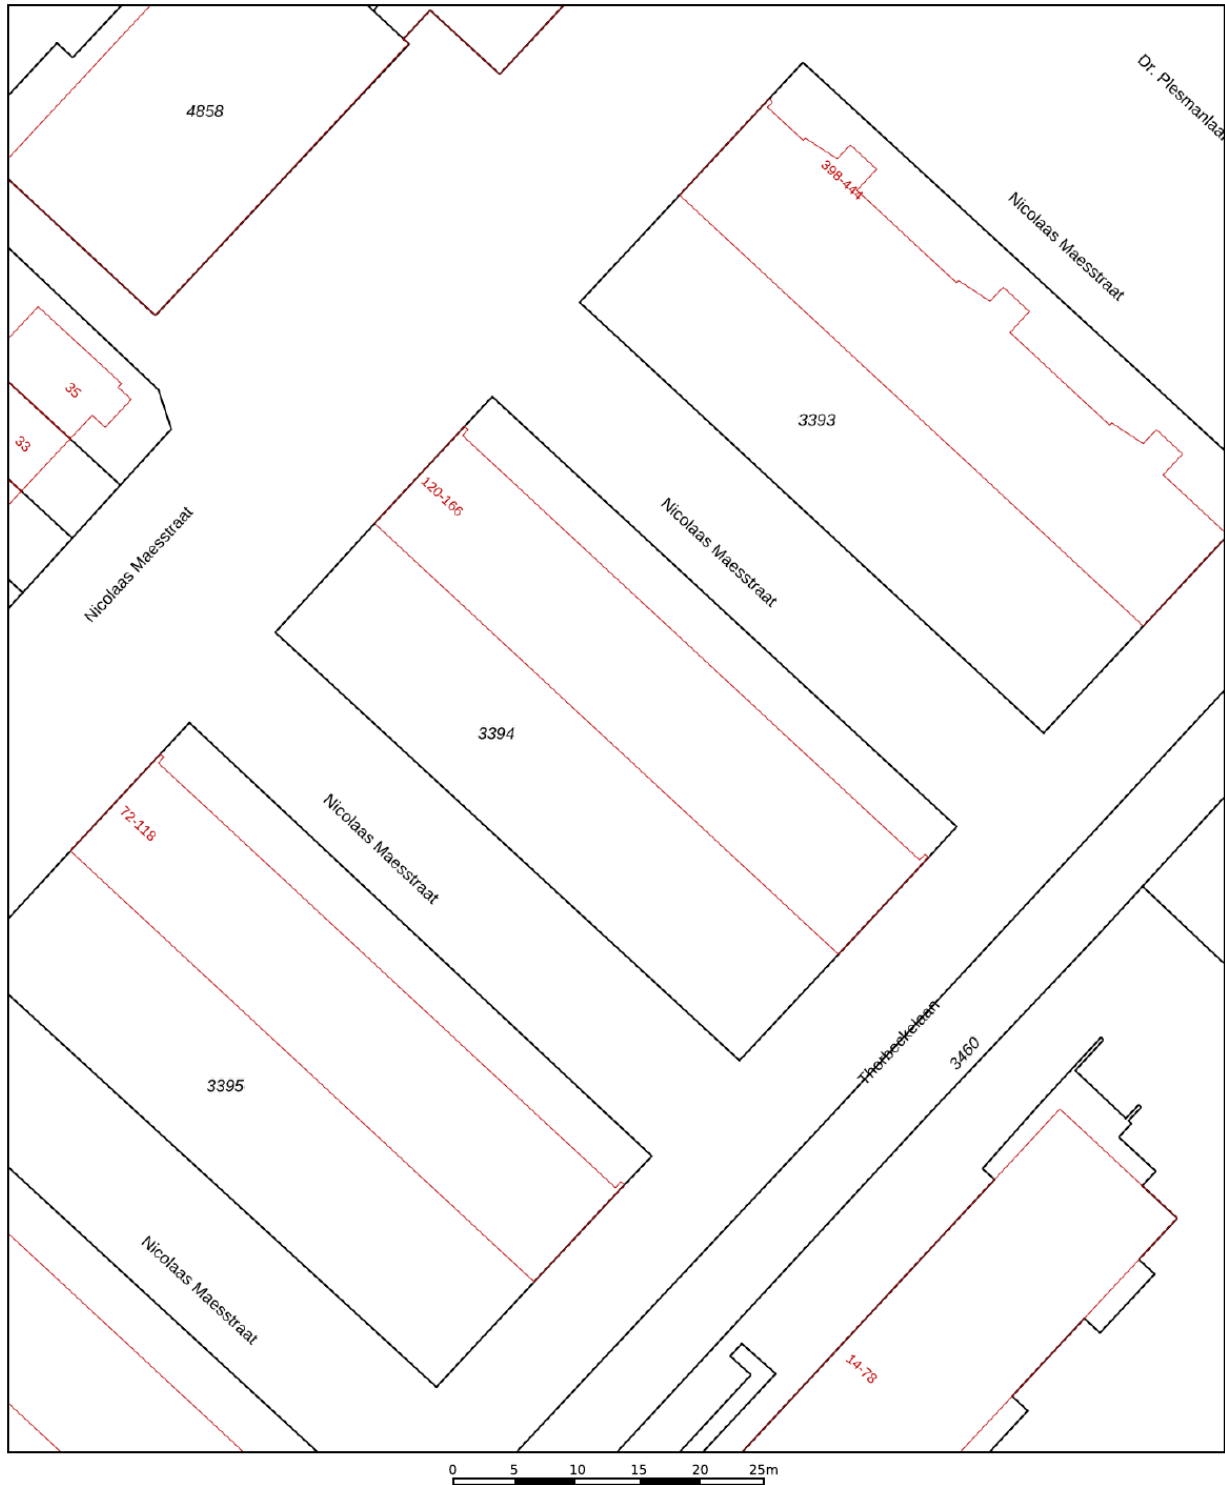 Dr. Plesmanlaan
4858
398-444
Nicolaas Maesstraat
35
3393
33
120-166
Nicolaas Maesstraat
Nicolaas Maesstraat
3394
72-118
Nicolaas Maesstraat
Thorbeckelaan
3460
3395
Nicolaas Maesstraat
14-78
0 5 10 15 20 25m